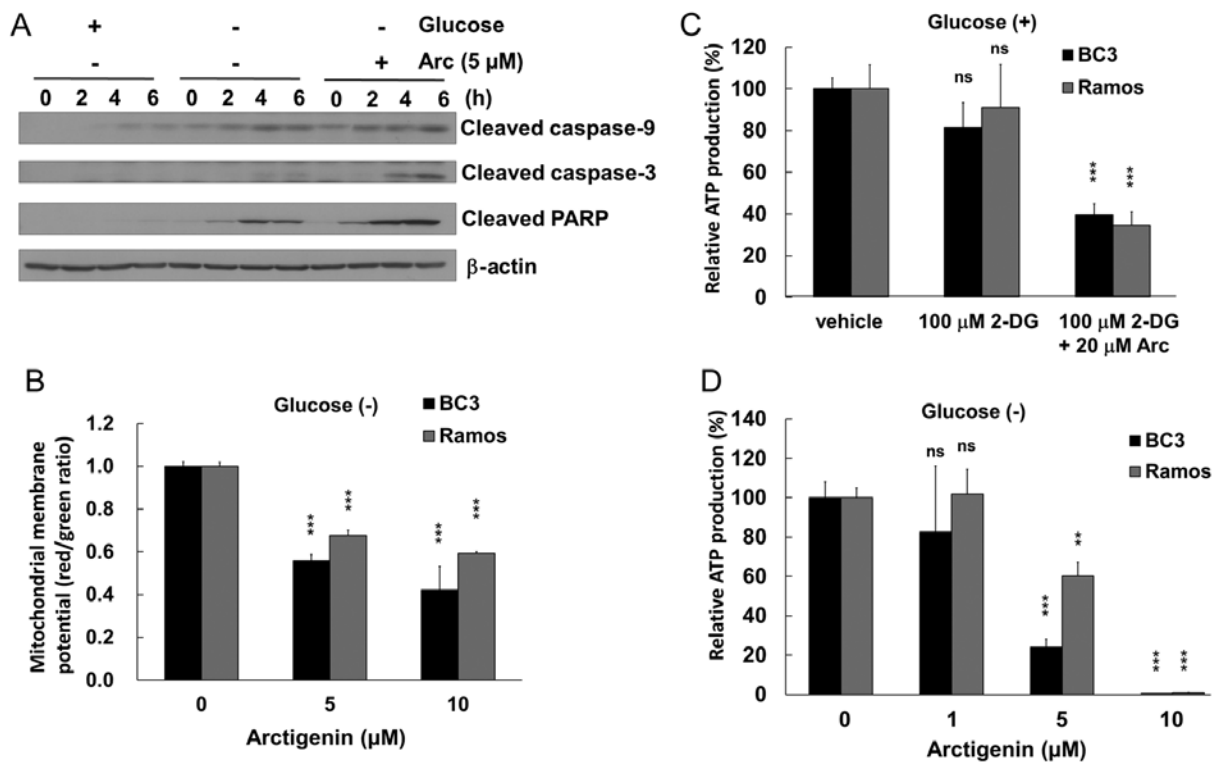 A
+ - - Glucose
- - + Arc (5 μM)
0 2 4 6 0 2 4 6 0 2 4 6 (h)
Cleaved caspase-9
Cleaved caspase-3
Cleaved PARP
β-actin
B
Glucose (-)
BC3
Ramos
Mitochondrial membrane
potential (red/green ratio)
1.2
1.0
0.8
0.6
0.4
0.2
0.0
***
***
***
***
0 5 10
Arctigenin (μM)
C
Glucose (+)
BC3
Ramos
Relative ATP production (%)
120
100
80
60
40
20
0
ns
ns
***
***
vehicle 100 μM 2-DG 100 μM 2-DG
+ 20 μM Arc
D
Glucose (-)
BC3
Ramos
Relative ATP production (%)
140
120
100
80
60
40
20
0
ns
ns
***
**
***
***
0 1 5 10
Arctigenin (μM)